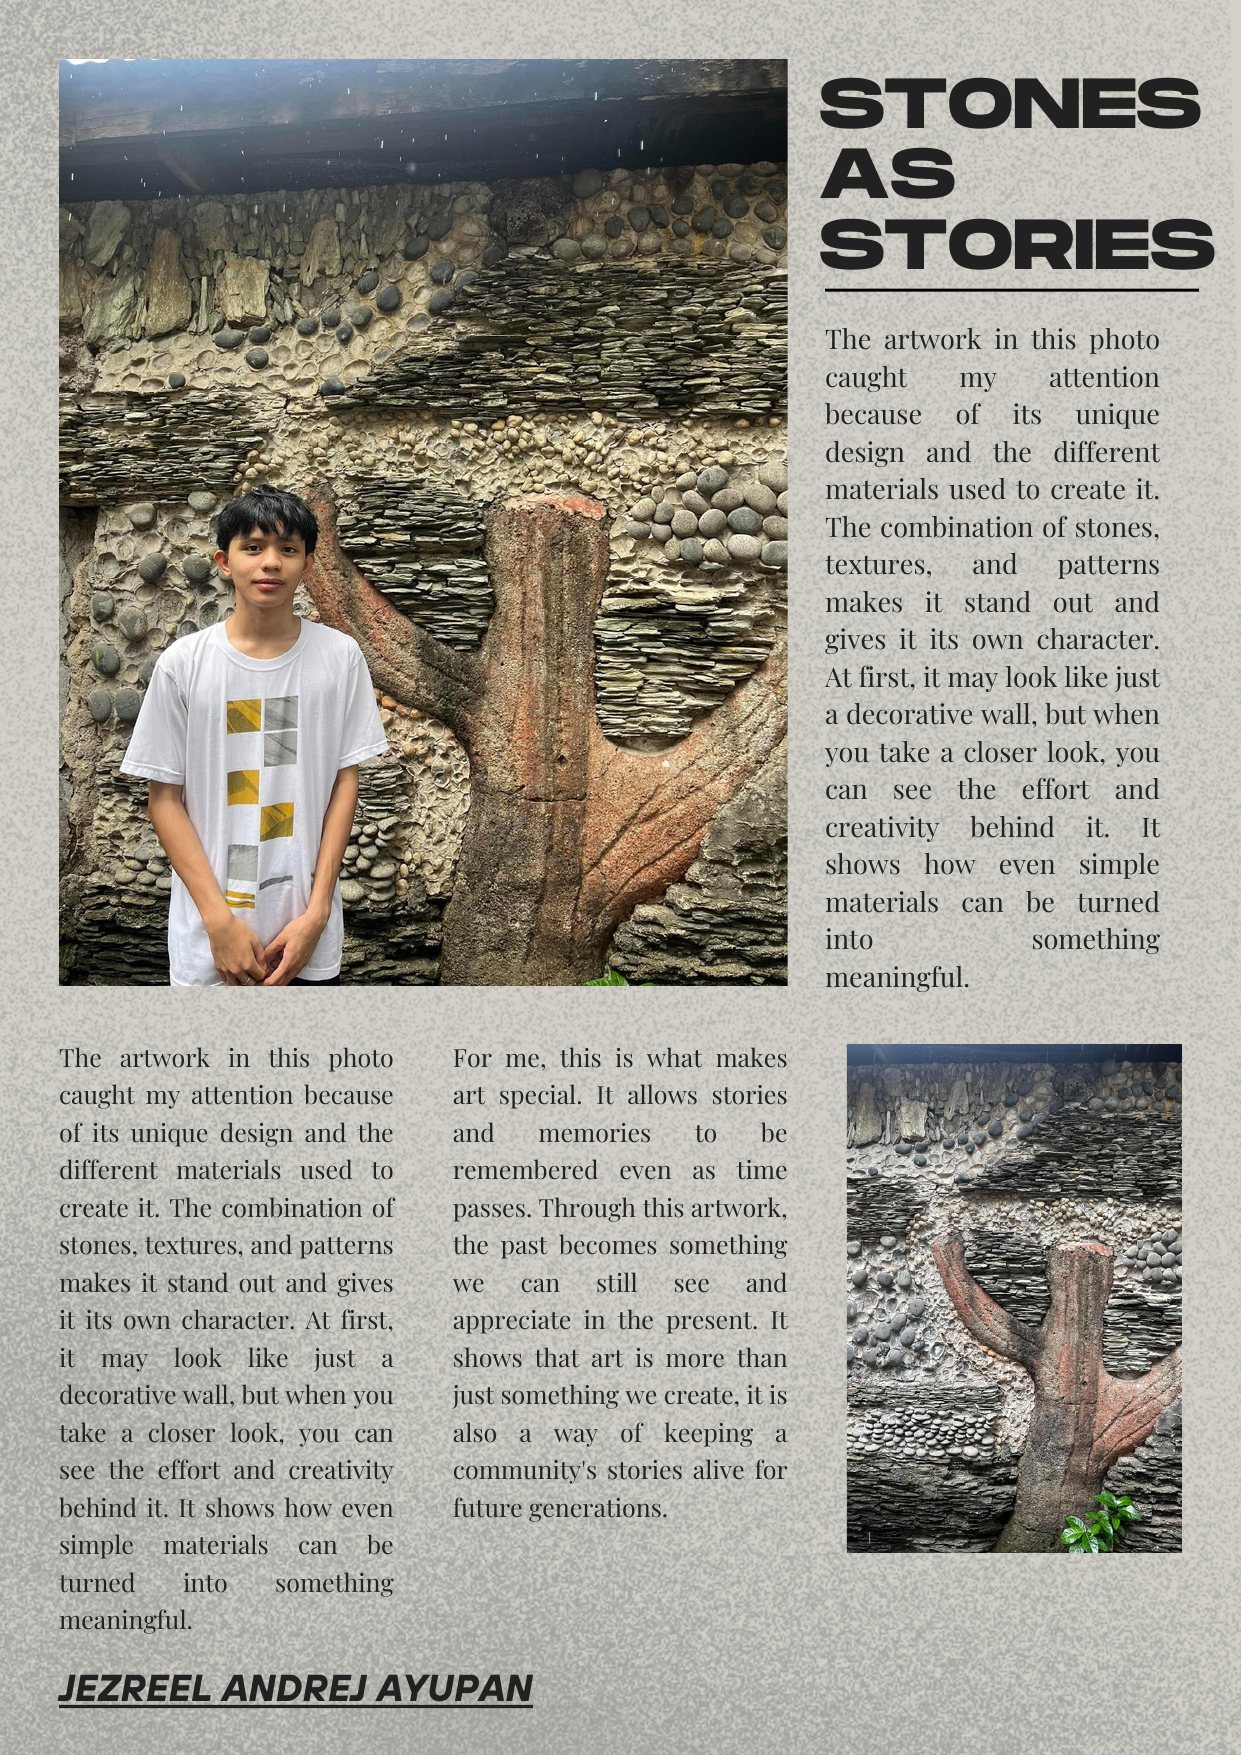 STONES
AS
STORIES
The artwork in this photo
caught my attention
because of its unique
design and the different
materials used to create it.
The combination of stones,
textures, and patterns
makes it stand out and
gives it its own character.
At first, it may look like just
a decorative wall, but when
you take a closer look, you
can see the effort and
creativity behind it. It
shows how even simple
materials can be turned
into something
meaningful.
The artwork in this photo
caught my attention because
of its unique design and the
different materials used to
create it. The combination of
stones, textures, and patterns
makes it stand out and gives
it its own character. At first,
it may look like just a
decorative wall, but when you
take a closer look, you can
see the effort and creativity
behind it. It shows how even
simple materials can be
turned into something
meaningful.
For me, this is what makes
art special. It allows stories
and memories to be
remembered even as time
passes. Through this artwork,
the past becomes something
we can still see and
appreciate in the present. It
shows that art is more than
just something we create, it is
also a way of keeping a
community's stories alive for
future generations.
JEZREEL ANDREJ AYUPAN